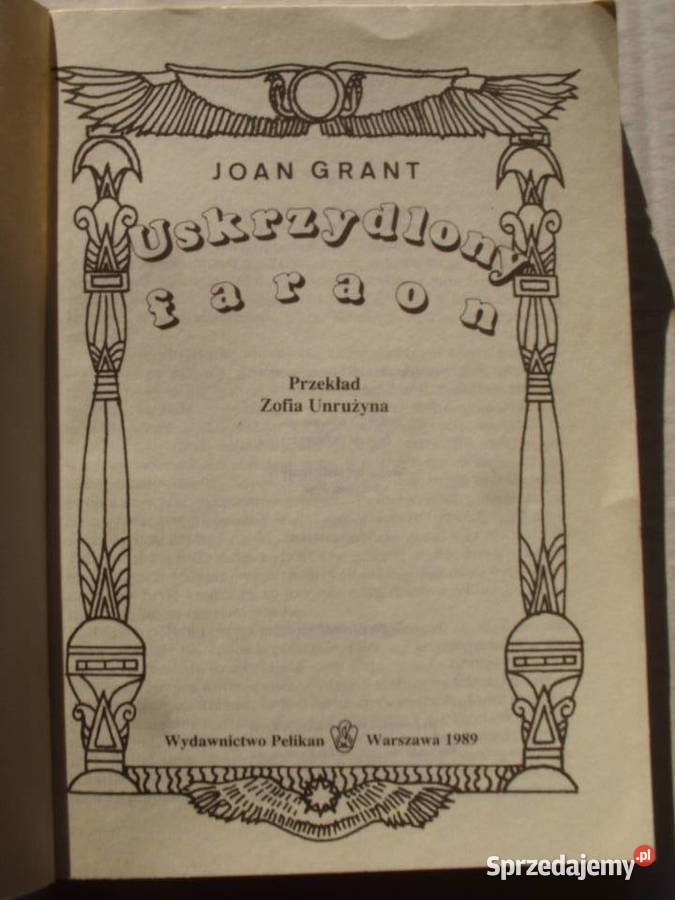 JOAN GRANT
Uskrzydlony
faraon
Przekład
Zofia Unrużyna
Wydawnictwo Pelikan Warszawa 1989
Sprzedajemy.pl